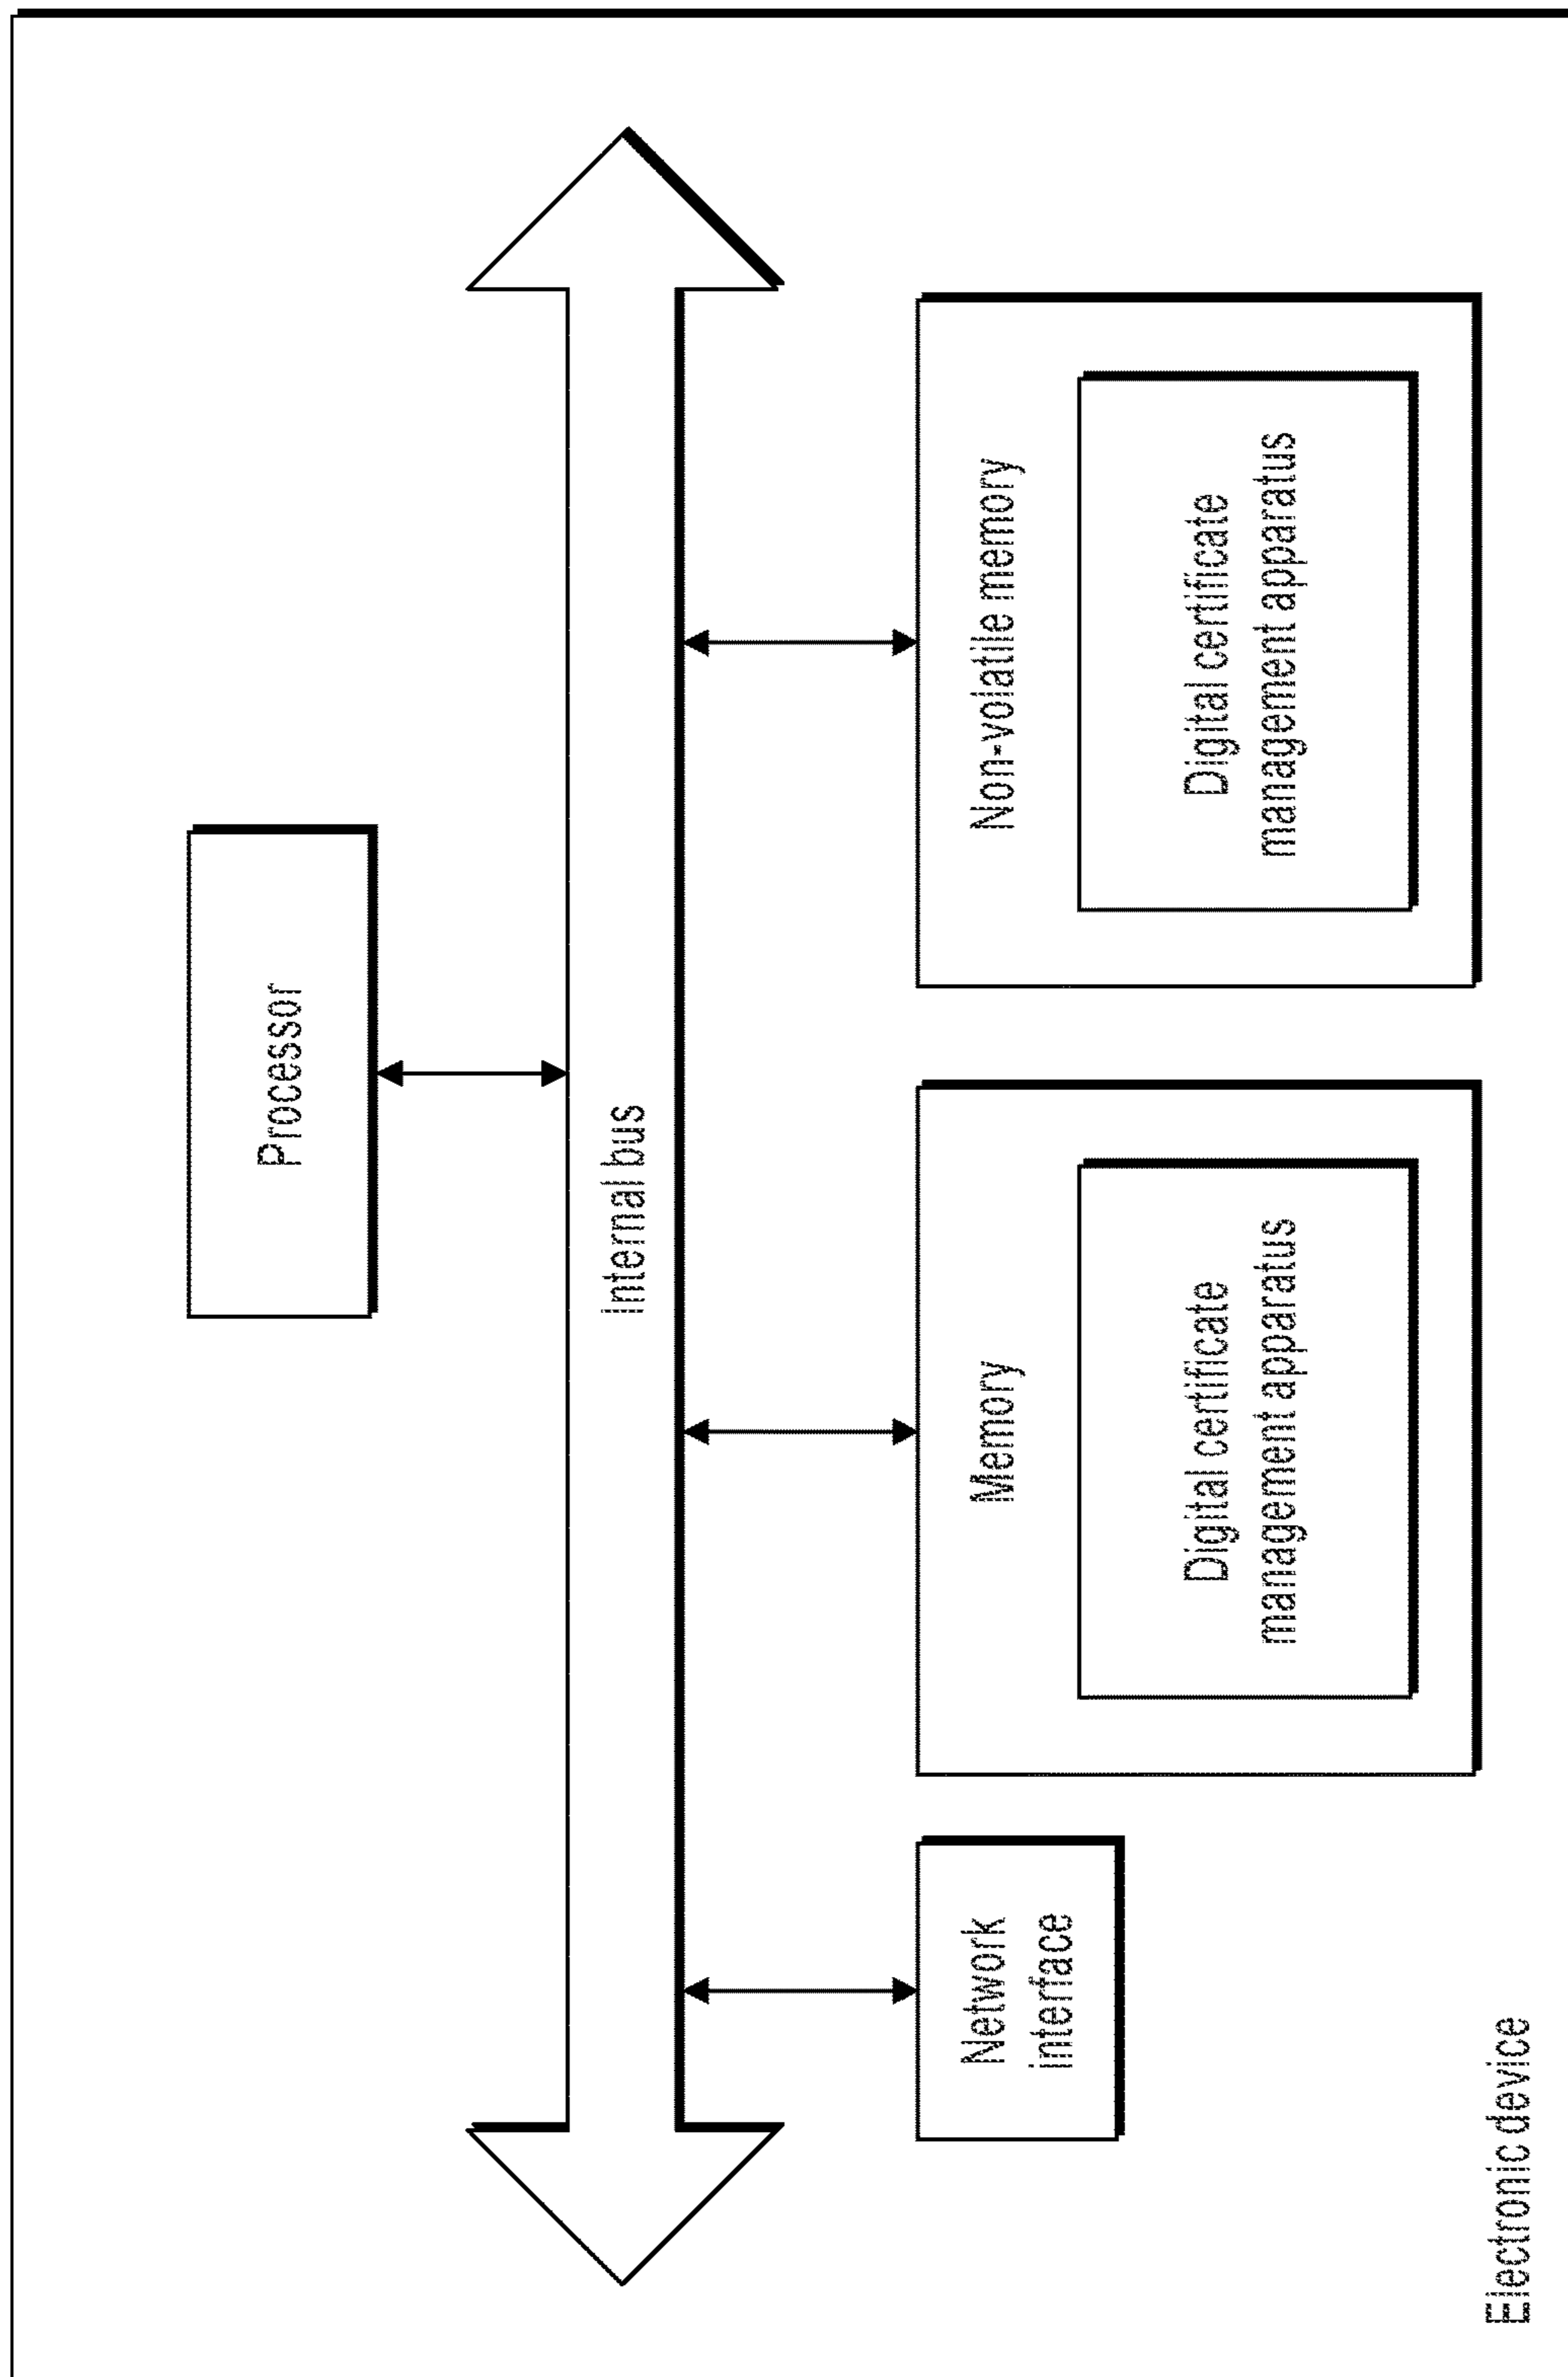 Processor
Internal bus
Network
interface
Memory
Digital certificate
management apparatus
Non-volatile memory
Digital certificate
management apparatus
Electronic device